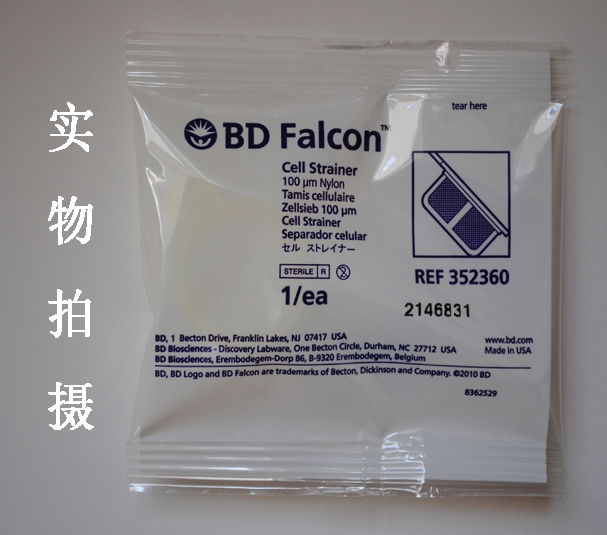 实物拍摄
tear here
BD Falcon™
Cell Strainer
100 µm Nylon
Tamis cellulaire
Zellsieb 100 µm
Cell Strainer
Separador celular
セル ストレイナー
STERILE R
2
1/ea
REF 352360
2146831
BD, 1 Becton Drive, Franklin Lakes, NJ 07417 USA
BD Biosciences - Discovery Labware, One Becton Circle, Durham, NC 27712 USA
BD Biosciences, Erembodegem-Dorp 86, B-9320 Erembodegem, Belgium
www.bd.com
Made in USA
BD, BD Logo and BD Falcon are trademarks of Becton, Dickinson and Company. ©2010 BD
8362529